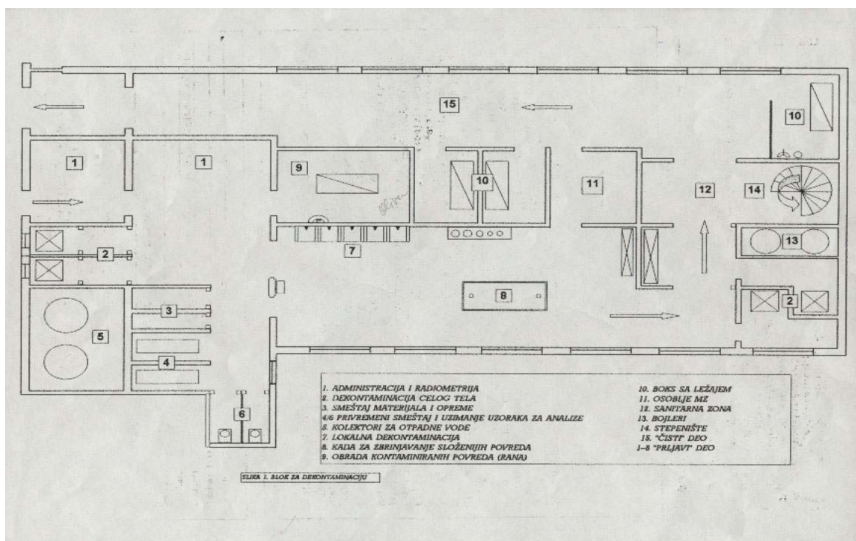 15
10
1
1
9
10
11
12
14
2
7
13
8
2
3
5
4
6
1. ADMINISTRACIJA I RADIOMETRIJA
2. DEKONTAMINACIJA CELOG TELA
3. SMEŠTAJ MATERIJALA I OPREME
4/6 PRIVREMENI SMEŠTAJ I UZIMANJE UZORAKA ZA ANALIZE
5. KOLEKTORI ZA OTPADNE VODE
7. LOKALNA DEKONTAMINACIJA
8. KADA ZA ZBRINJAVANJE SLOŽENIJIH POVREDA
9. OBRADA KONTAMINIRANIH POVREDA (RANA)
10. BOKS SA LEŽAJEM
11. OSOBLJE MZ
12. SANITARNA ZONA
13. BOJLERI
14. STEPENIŠTE
15. "ČISTI" DEO
1-8 "PRLJAVI" DEO
SLIKA 1. BLOK ZA DEKONTAMINACIJU